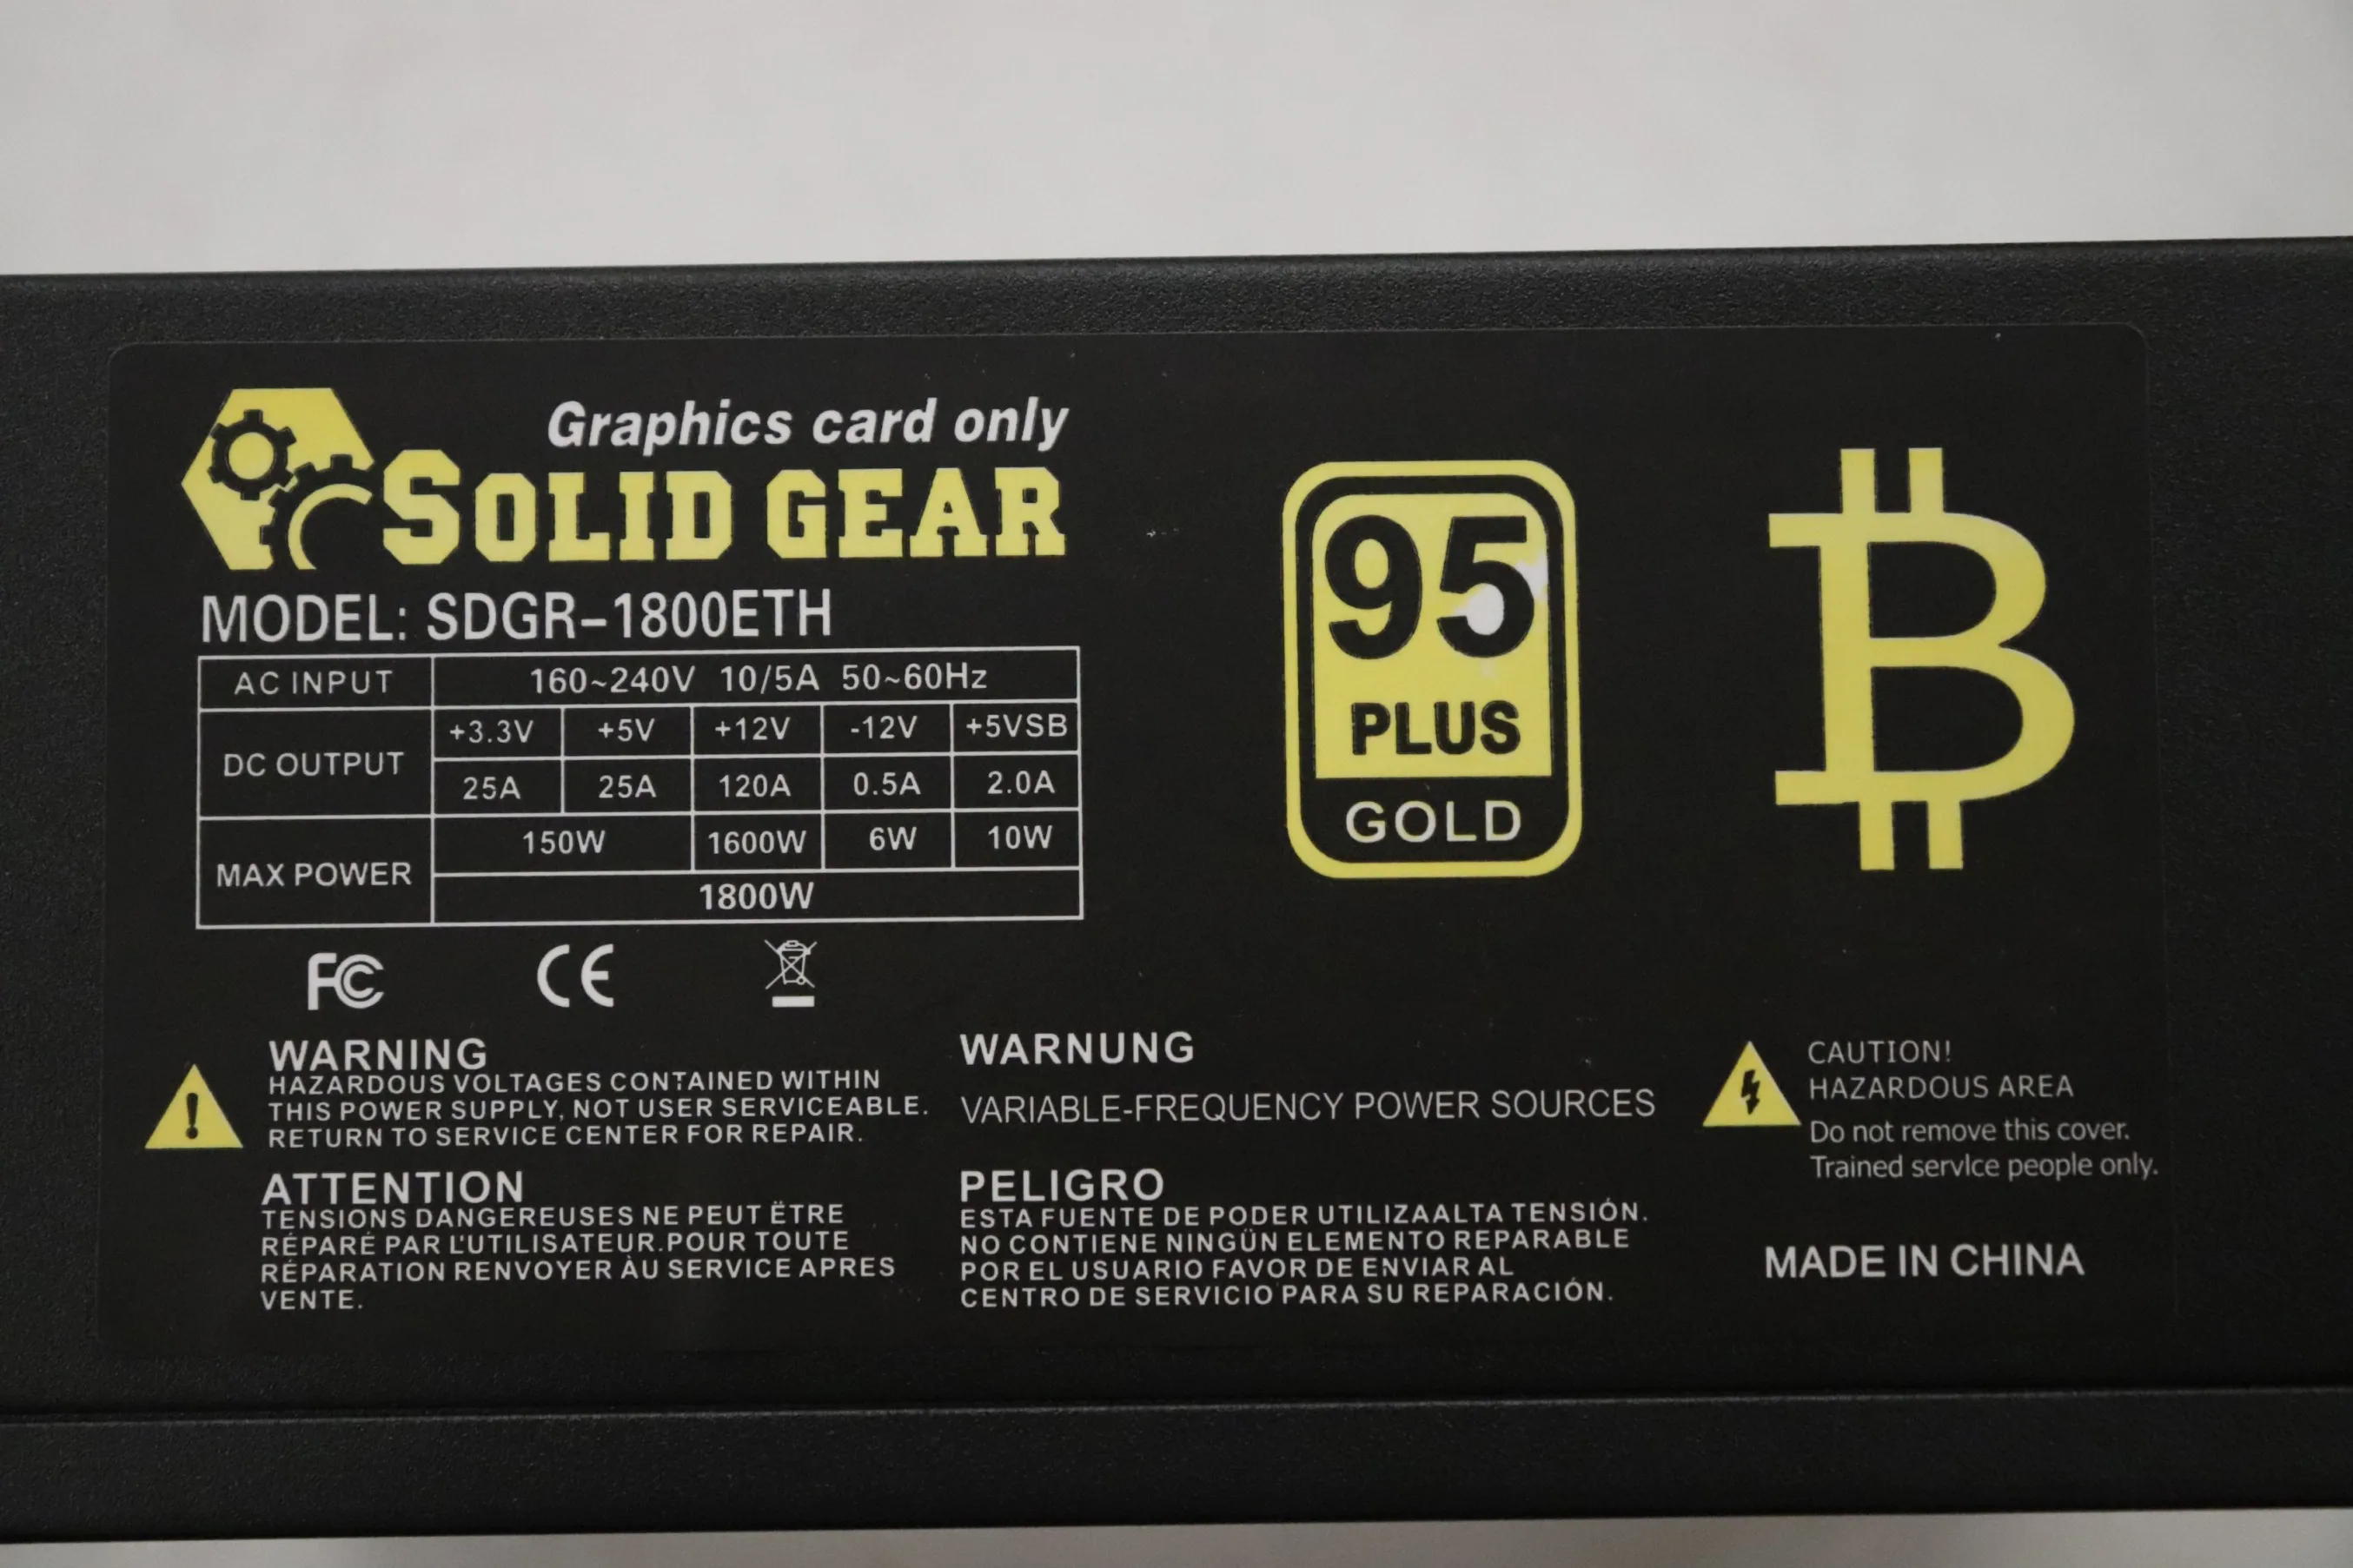 Graphics card only
SOLID GEAR
MODEL: SDGR-1800ETH
AC INPUT 160~240V 10/5A 50~60Hz
DC OUTPUT +3.3V +5V +12V -12V +5VSB
25A 25A 120A 0.5A 2.0A
MAX POWER 150W 1600W 6W 10W
1800W
95
PLUS
GOLD
FC CE
WARNING
HAZARDOUS VOLTAGES CONTAINED WITHIN
THIS POWER SUPPLY, NOT USER SERVICEABLE.
RETURN TO SERVICE CENTER FOR REPAIR.
ATTENTION
TENSIONS DANGEREUSES NE PEUT ËTRE
RÉPARÉ PAR L'UTILISATEUR.POUR TOUTE
RÉPARATION RENVOYER ÀU SERVICE APRES
VENTE.
WARNUNG
VARIABLE-FREQUENCY POWER SOURCES
PELIGRO
ESTA FUENTE DE PODER UTILIZAALTA TENSIÓN.
NO CONTIENE NINGÜN ELEMENTO REPARABLE
POR EL USUARIO FAVOR DE ENVIAR AL
CENTRO DE SERVICIO PARA SU REPARACIÓN.
CAUTION!
HAZARDOUS AREA
Do not remove this cover.
Trained servlce people only.
MADE IN CHINA